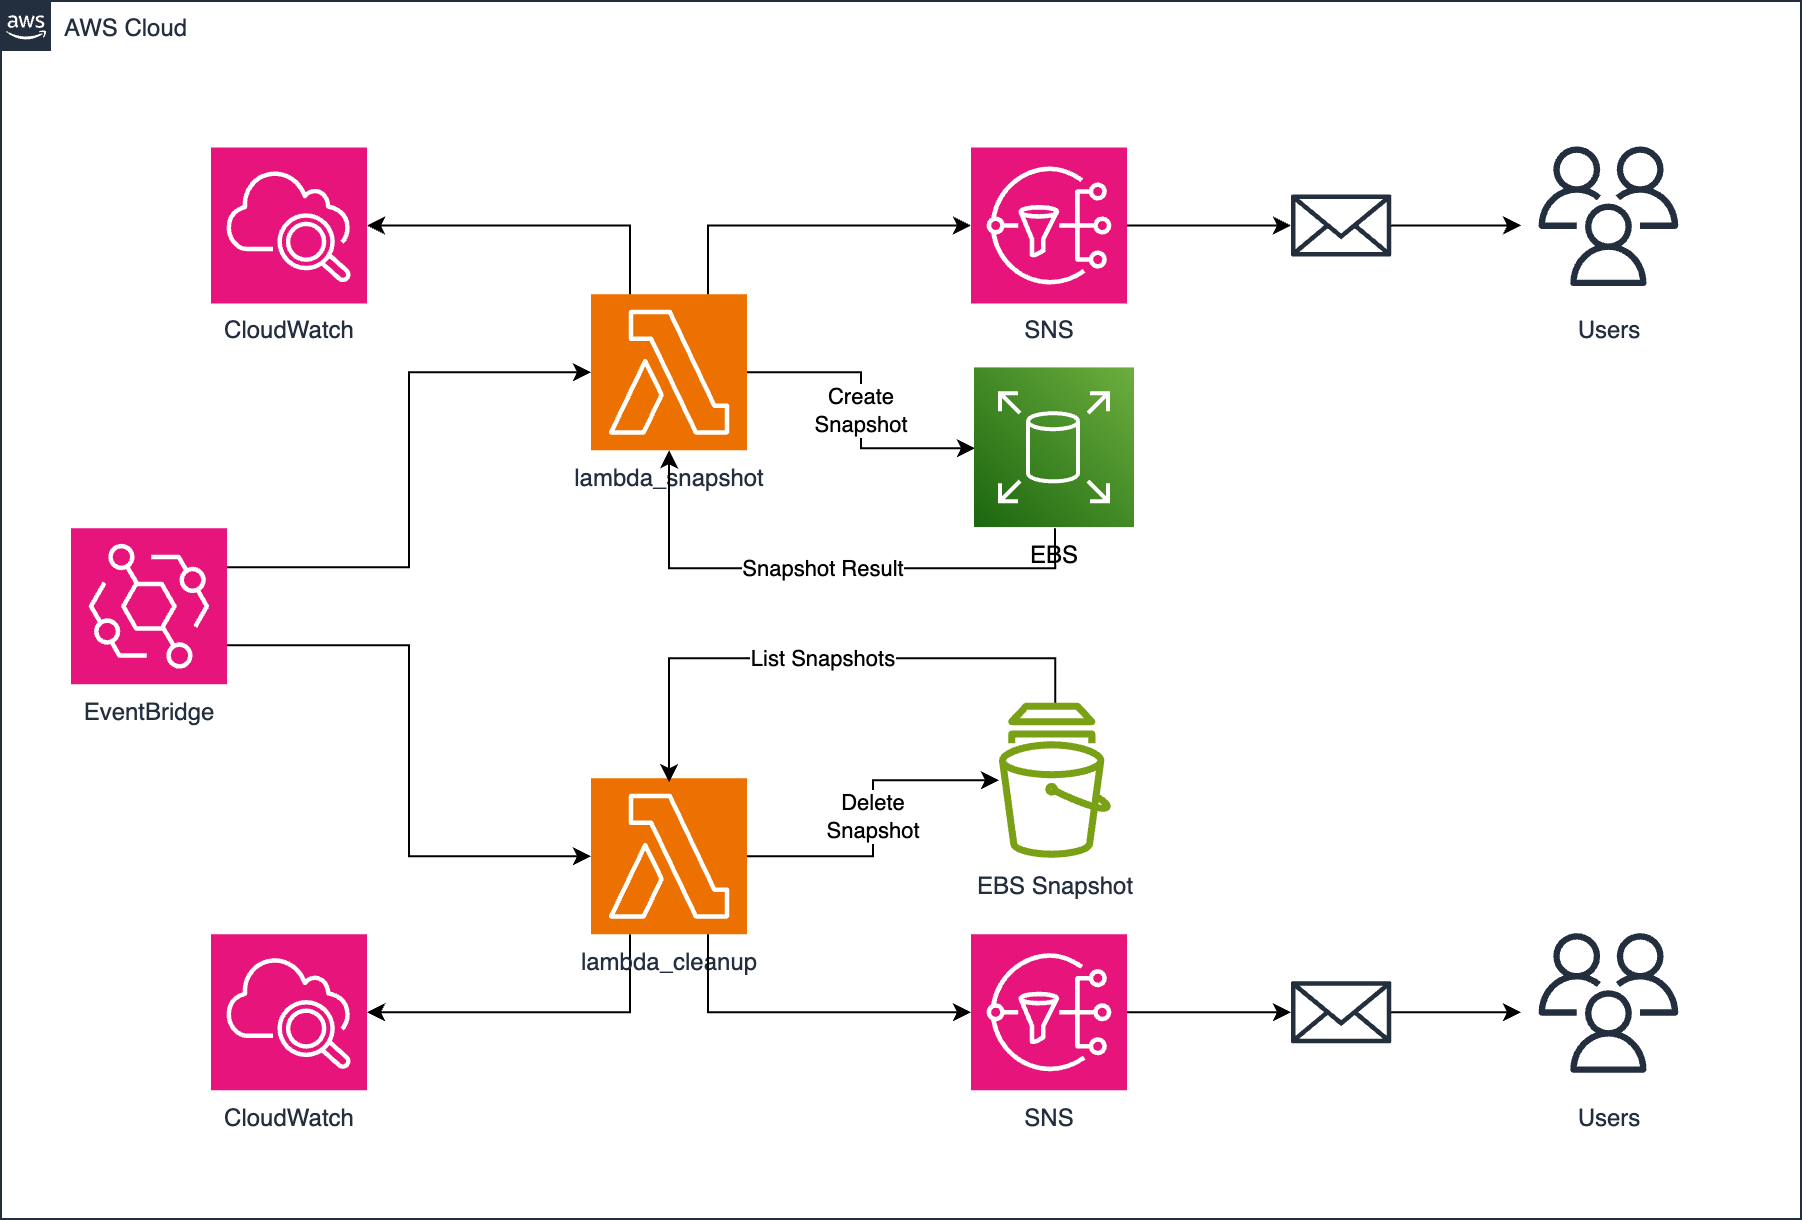 aws
AWS Cloud
CloudWatch
SNS
Users
Create
Snapshot
lambda_snapshot
EBS
Snapshot Result
List Snapshots
EventBridge
Delete
Snapshot
EBS Snapshot
lambda_cleanup
CloudWatch
SNS
Users